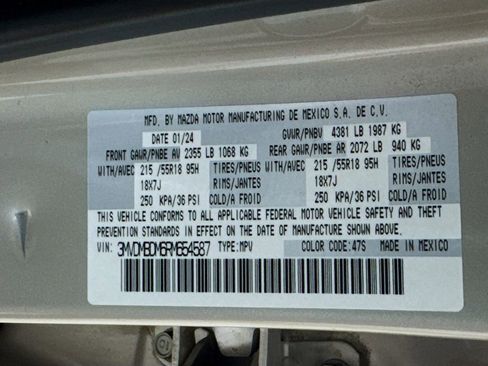 MFD. BY MAZDA MOTOR MANUFACTURING DE MEXICO S.A. DE C.V.
DATE 01/24 GVWR/PNBV 4381 LB 1987 KG
FRONT GAWR/PNBE AV 2355 LB 1068 KG REAR GAWR/PNBE AR 2072 LB 940 KG
WITH/AVEC 215 /55R18 95H TIRES/PNEUS WITH/AVEC 215 /55R18 95H TIRES/PNEUS
18X7J RIMS/JANTES 18X7J RIMS/JANTES
250 KPA/36 PSI COLD/A FROID 250 KPA/36 PSI COLD/A FROID
THIS VEHICLE CONFORMS TO ALL APPLICABLE FEDERAL MOTOR VEHICLE SAFETY AND THEFT
PREVENTION STANDARDS IN EFFECT ON THE DATE OF MANUFACTURE SHOWN ABOVE.
VIN: 3MVDMBDM6RM654587 TYPE:MPV COLOR CODE:47S MADE IN MEXICO